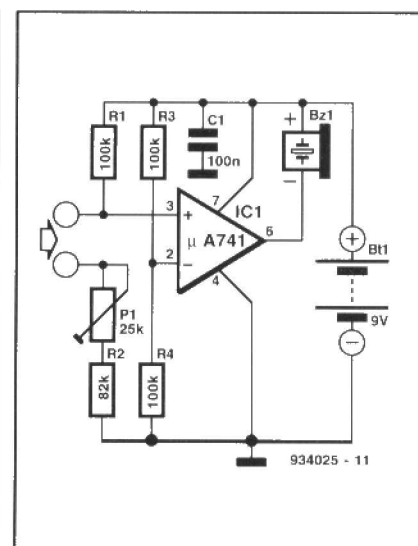 R1
R3
C1
+
Bz1
100k
100k
100n
−
7
IC1
3
+
μ A741
6
2
−
4
+
Bt1
P1
25k
R2
R4
9V
−
82k
100k
934025 - 11